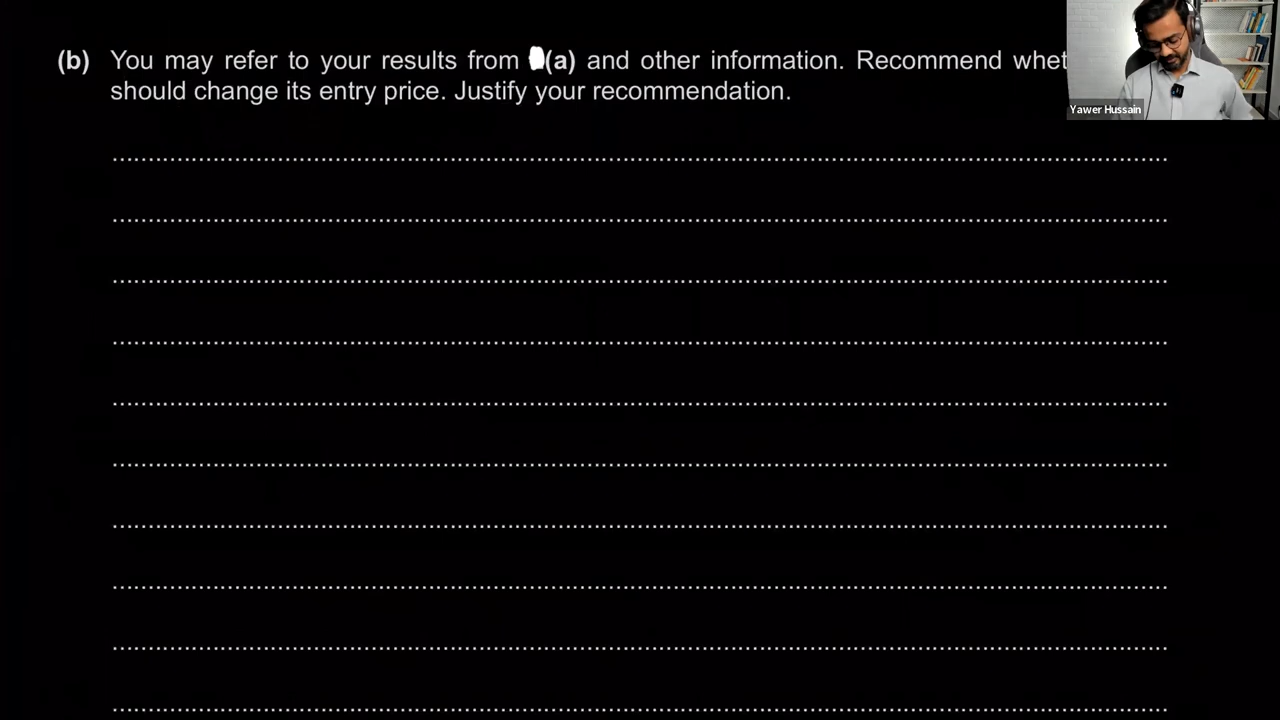 (b) You may refer to your results from (a) and other information. Recommend
should change its entry price. Justify your recommendation.
Yawer Hussain